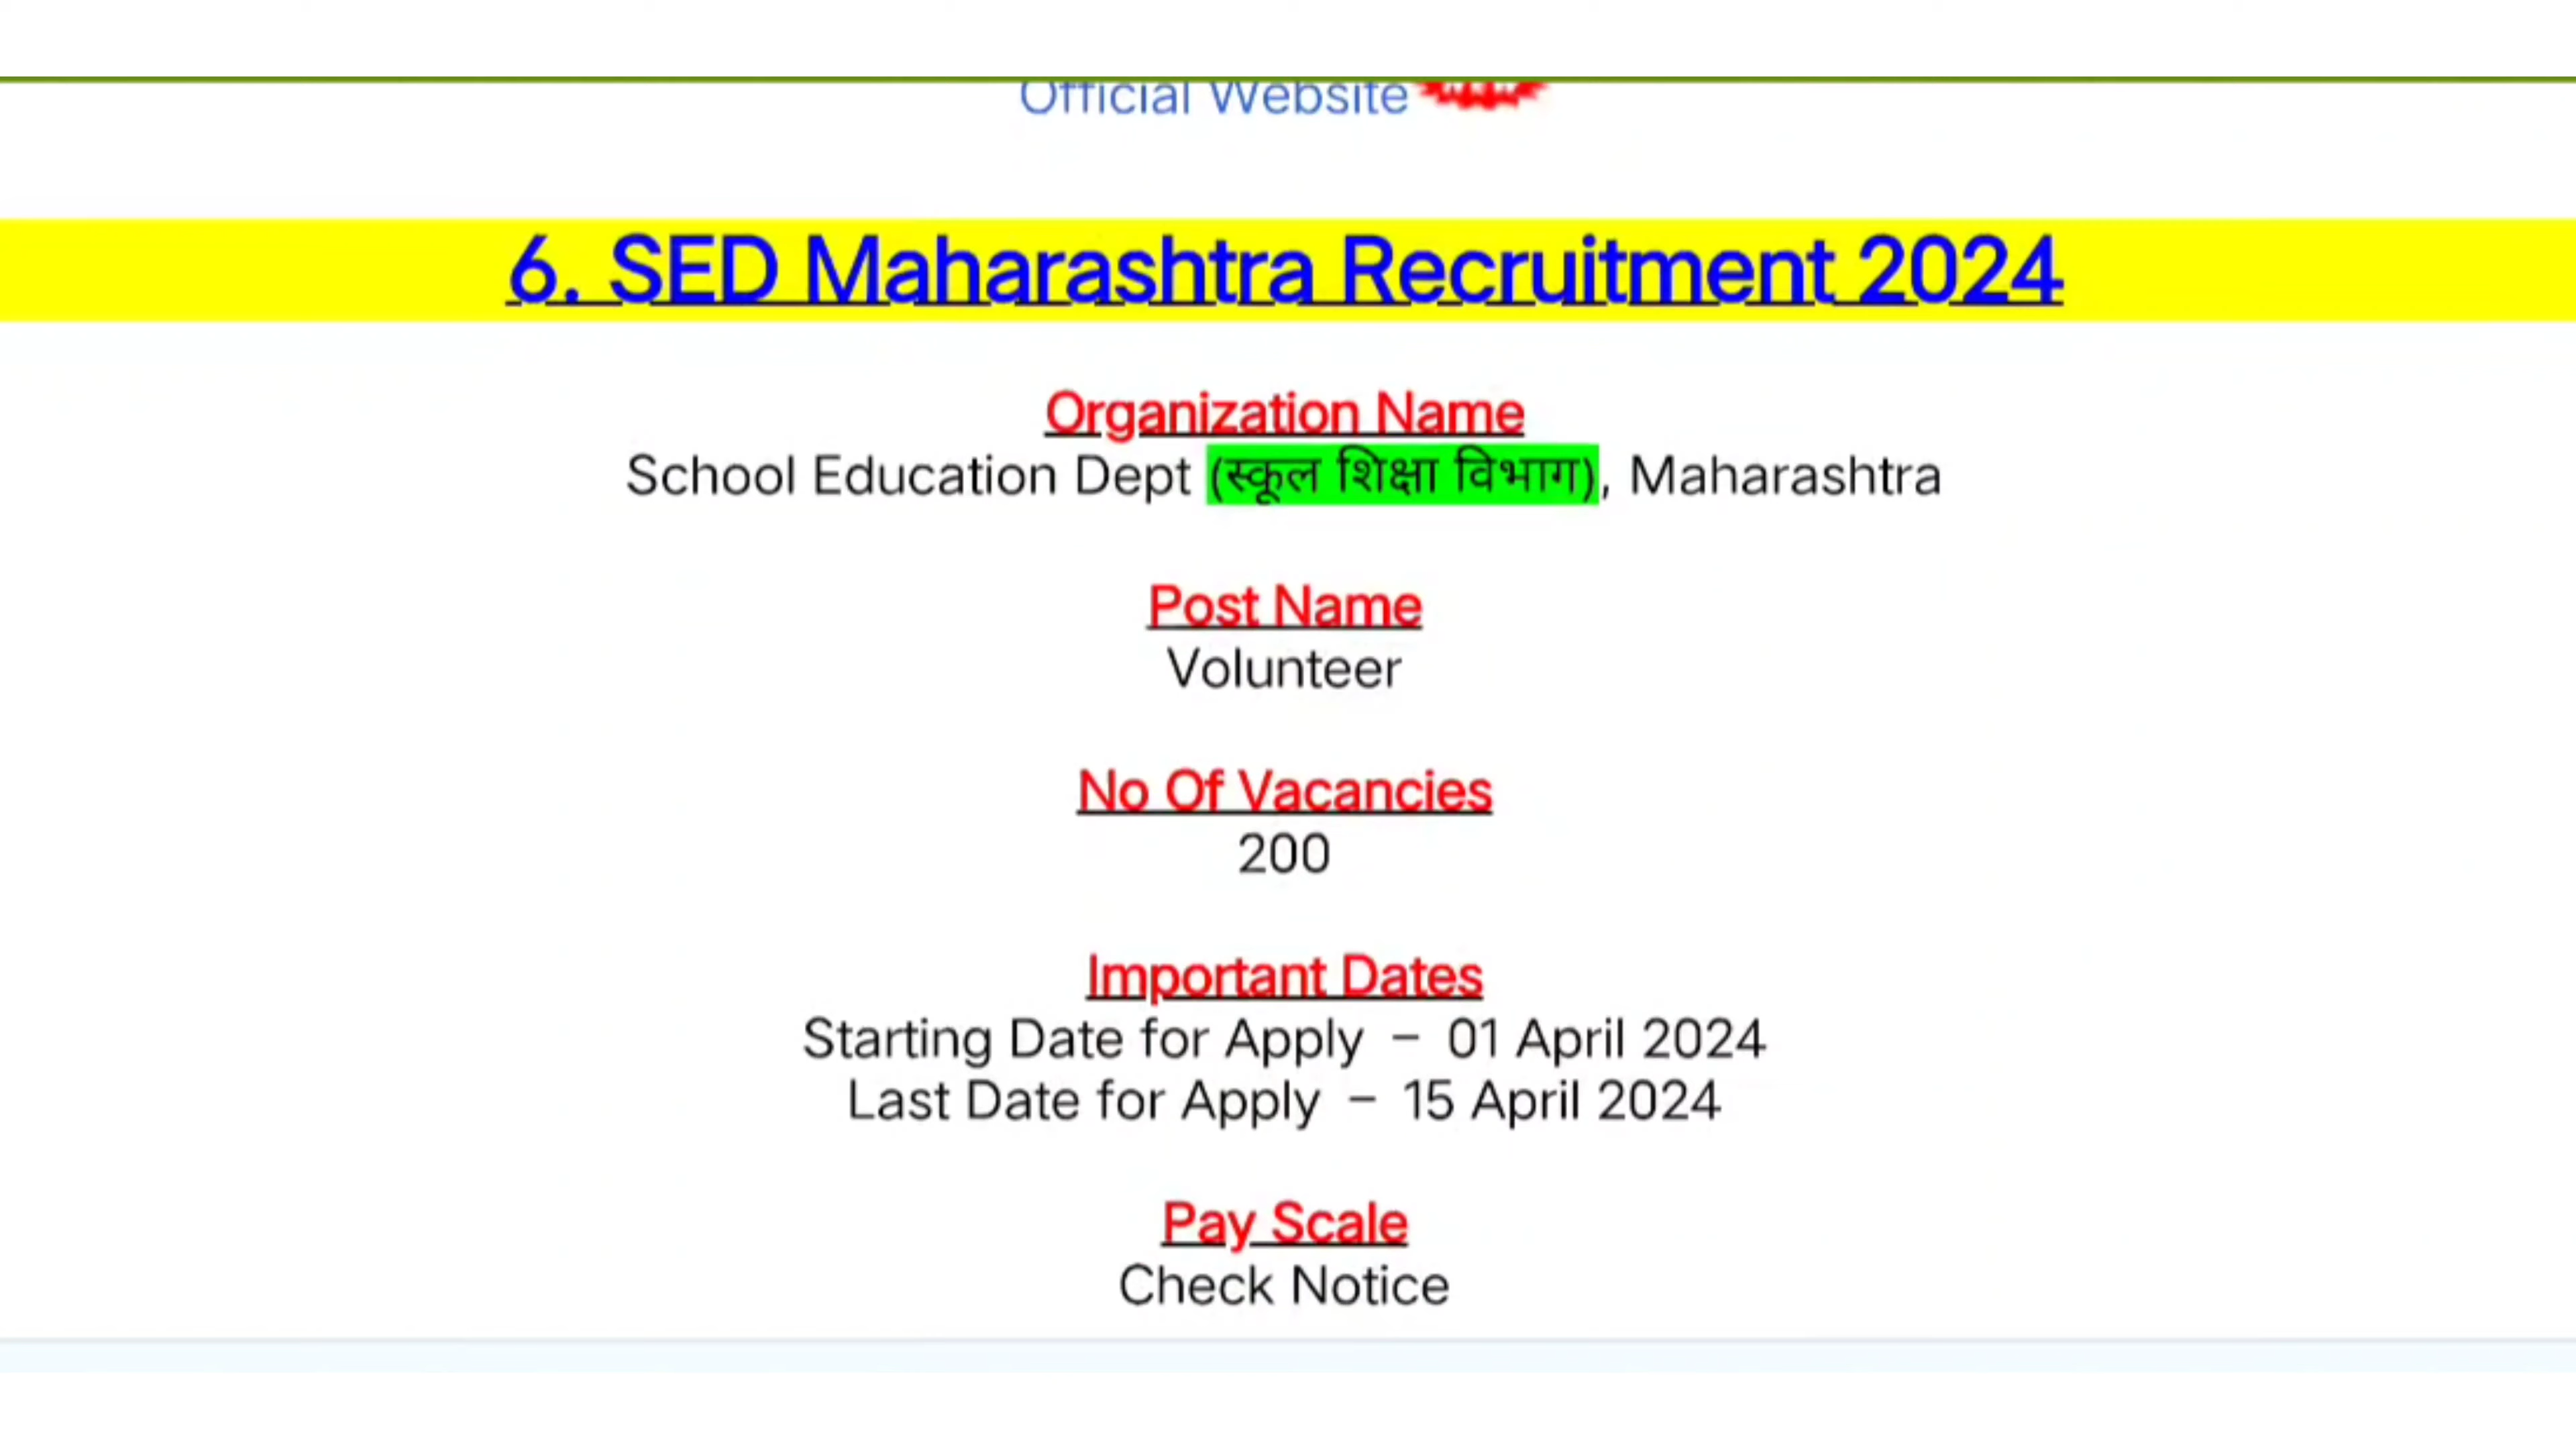 Official Website
6. SED Maharashtra Recruitment 2024
Organization Name
School Education Dept (स्कूल शिक्षा विभाग), Maharashtra
Post Name
Volunteer
No Of Vacancies
200
Important Dates
Starting Date for Apply – 01 April 2024
Last Date for Apply – 15 April 2024
Pay Scale
Check Notice